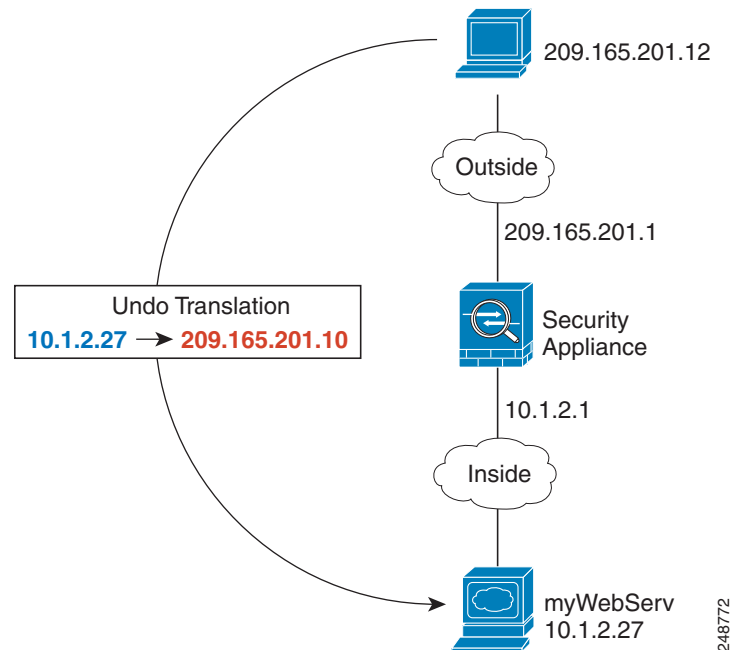 209.165.201.12
Outside
209.165.201.1
Undo Translation
10.1.2.27 → 209.165.201.10
Security
Appliance
10.1.2.1
Inside
myWebServ
10.1.2.27
248772